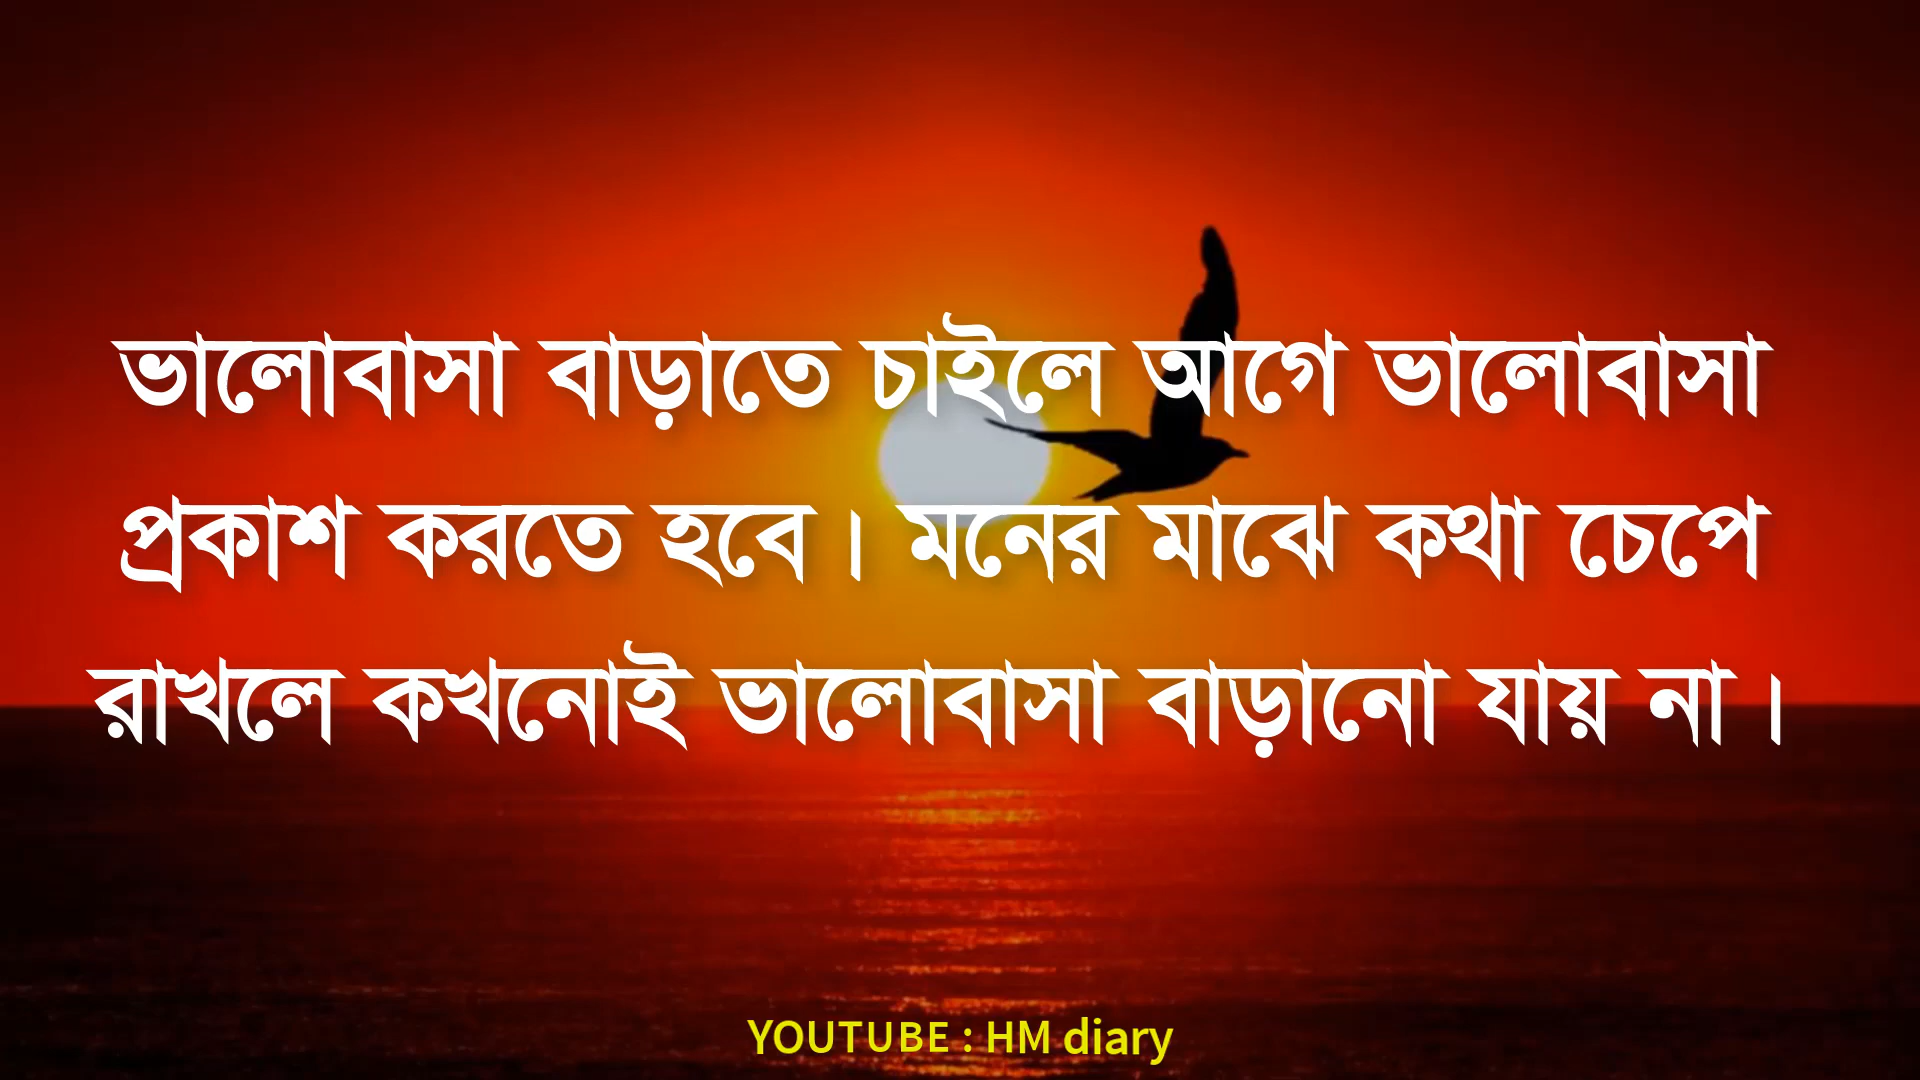 ভালোবাসা বাড়াতে চাইলে আগে ভালোবাসা
প্রকাশ করতে হবে। মনের মাঝে কথা চেপে
রাখলে কখনোই ভালোবাসা বাড়ানো যায় না।
YOUTUBE : HM diary